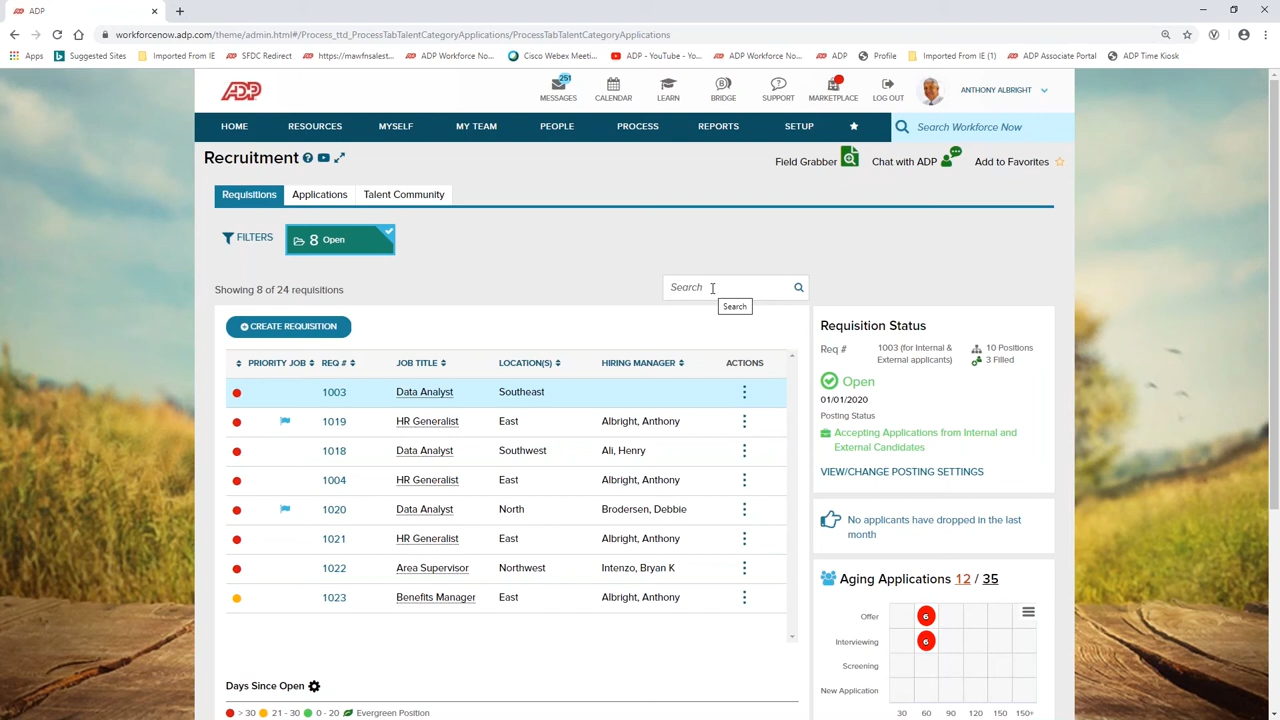 ADP
workforcenow.adp.com/theme/admin.html#/Process_ttd_ProcessTabTalentCategoryApplications/ProcessTabTalentCategoryApplications
Apps Suggested Sites Imported From IE SFDC Redirect https://mawfnsalest... ADP Workforce No... Cisco Webex Meet... ADP - YouTube - Yo... ADP Workforce No... ADP Profile Imported From IE (1) ADP Associate Portal ADP Time Kiosk
ADP
251
MESSAGES CALENDAR LEARN BRIDGE SUPPORT MARKETPLACE LOG OUT ANTHONY ALBRIGHT
HOME RESOURCES MYSELF MY TEAM PEOPLE PROCESS REPORTS SETUP Search Workforce Now
Recruitment
Field Grabber Chat with ADP Add to Favorites
Requisitions Applications Talent Community
FILTERS 8 Open
Showing 8 of 24 requisitions
Search
Search
CREATE REQUISITION
PRIORITY JOB REQ # JOB TITLE LOCATION(S) HIRING MANAGER ACTIONS
1003 Data Analyst Southeast
1019 HR Generalist East Albright, Anthony
1018 Data Analyst Southwest Ali, Henry
1004 HR Generalist East Albright, Anthony
1020 Data Analyst North Brodersen, Debbie
1021 HR Generalist East Albright, Anthony
1022 Area Supervisor Northwest Intenzo, Bryan K
1023 Benefits Manager East Albright, Anthony
Days Since Open
> 30 21 - 30 0 - 20 Evergreen Position
Requisition Status
Req # 1003 (for Internal & External applicants) 10 Positions
3 Filled
Open
01/01/2020
Posting Status
Accepting Applications from Internal and
External Candidates
VIEW/CHANGE POSTING SETTINGS
No applicants have dropped in the last
month
Aging Applications 12 / 35
Offer 6
Interviewing 6
Screening
New Application
30 60 90 120 150 150+